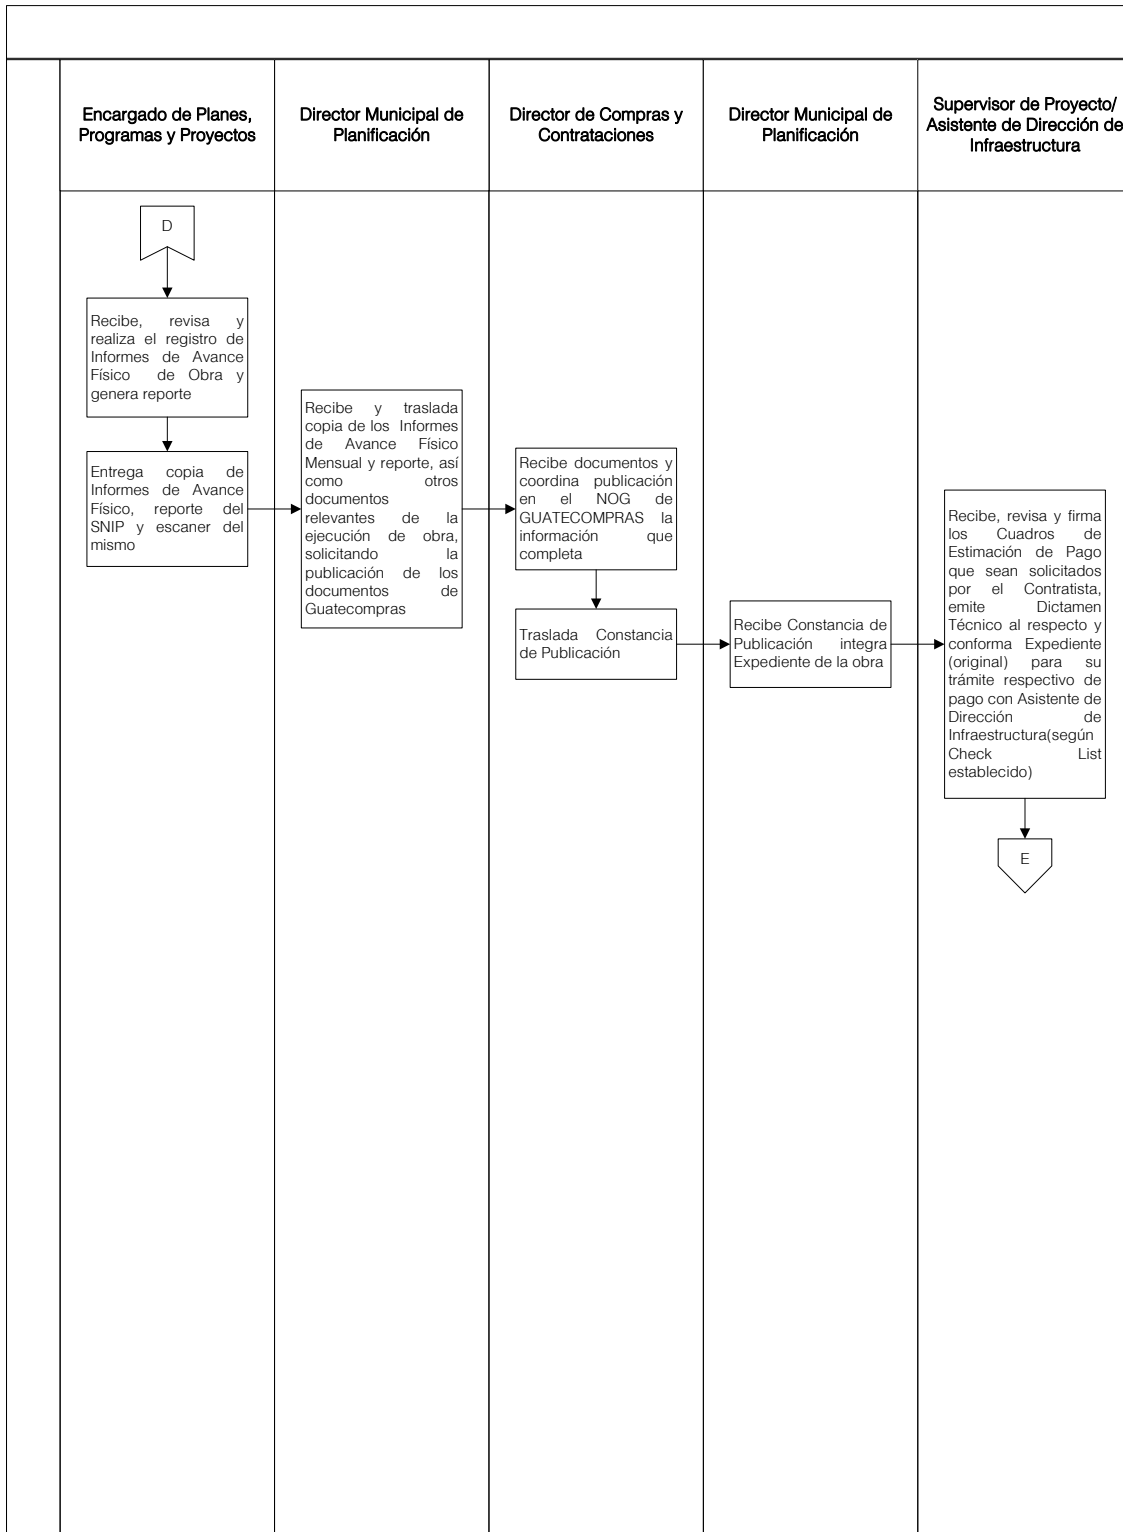 Encargado de Planes,
Programas y Proyectos
Director Municipal de
Planificación
Director de Compras y
Contrataciones
Director Municipal de
Planificación
Supervisor de Proyecto/
Asistente de Dirección de
Infraestructura
D
Recibe, revisa y
realiza el registro de
Informes de Avance
Físico de Obra y
genera reporte
Entrega copia de
Informes de Avance
Físico, reporte del
SNIP y escaner del
mismo
Recibe y traslada
copia de los Informes
de Avance Físico
Mensual y reporte, así
como otros
documentos
relevantes de la
ejecución de obra,
solicitando la
publicación de los
documentos de
Guatecompras
Recibe documentos y
coordina publicación
en el NOG de
GUATECOMPRAS la
información que
completa
Traslada Constancia
de Publicación
Recibe Constancia de
Publicación integra
Expediente de la obra
Recibe, revisa y firma
los Cuadros de
Estimación de Pago
que sean solicitados
por el Contratista,
emite Dictamen
Técnico al respecto y
conforma Expediente
(original) para su
trámite respectivo de
pago con Asistente de
Dirección de
Infraestructura(según
Check List
establecido)
E